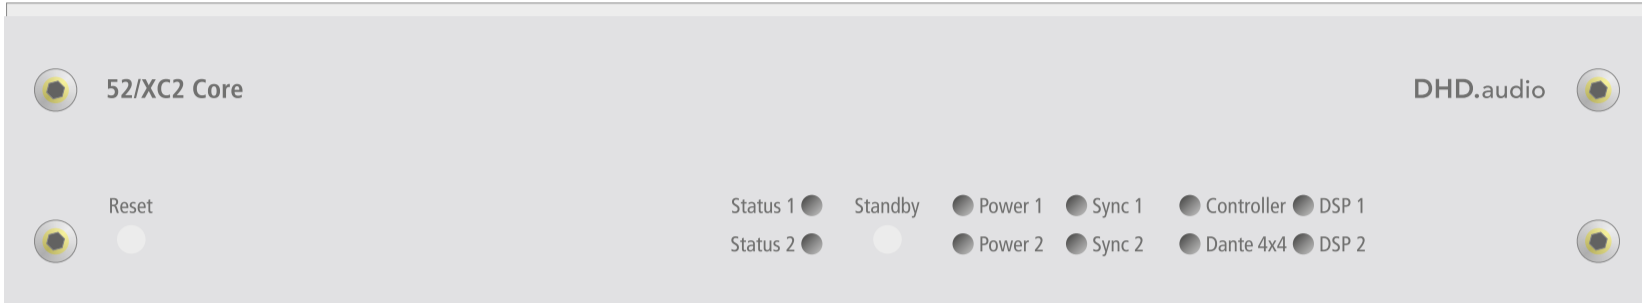 52/XC2 Core
DHD.audio
Reset
Status 1
Standby
Power 1
Sync 1
Controller
DSP 1
Status 2
Power 2
Sync 2
Dante 4x4
DSP 2